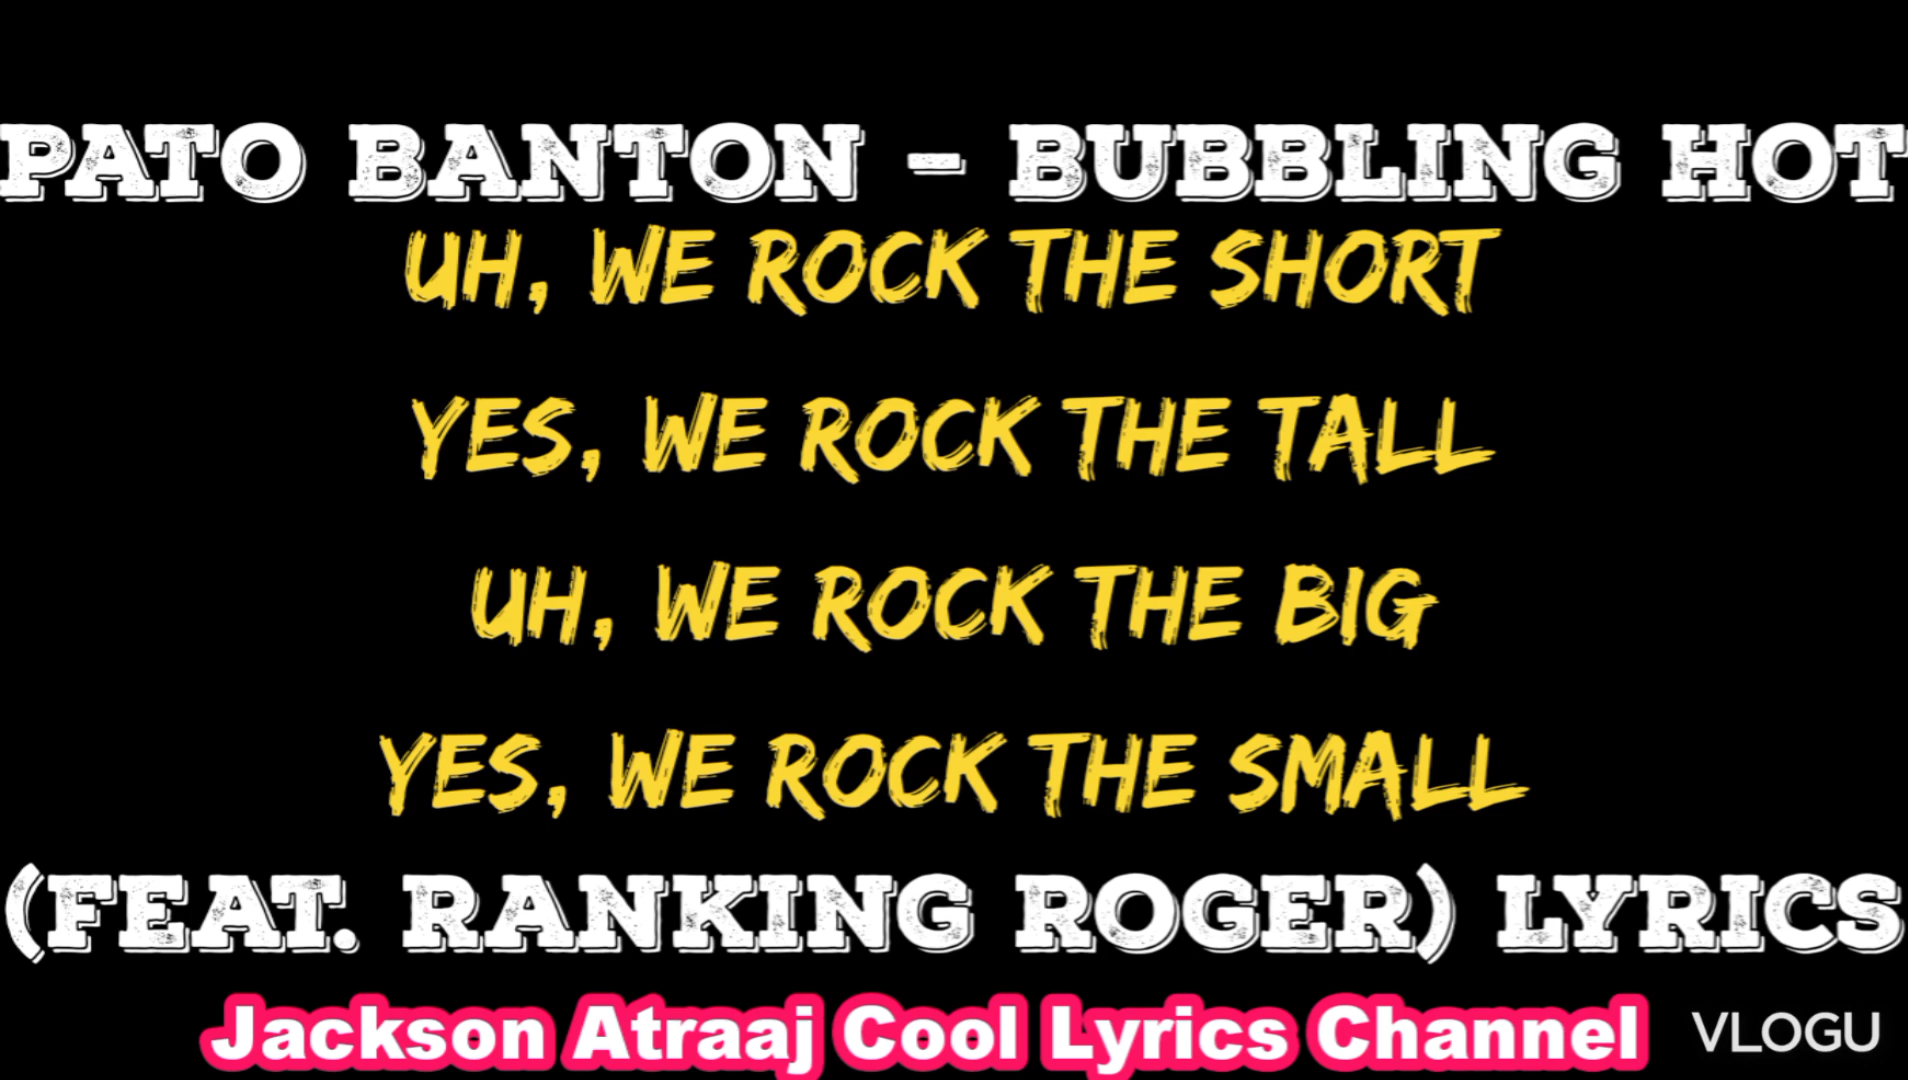 PATO BANTON - BUBBLING HOT
UH, WE ROCK THE SHORT
YES, WE ROCK THE TALL
UH, WE ROCK THE BIG
YES, WE ROCK THE SMALL
(FEAT. RANKING ROGER) LYRICS
Jackson Atraaj Cool Lyrics Channel
VLOGU